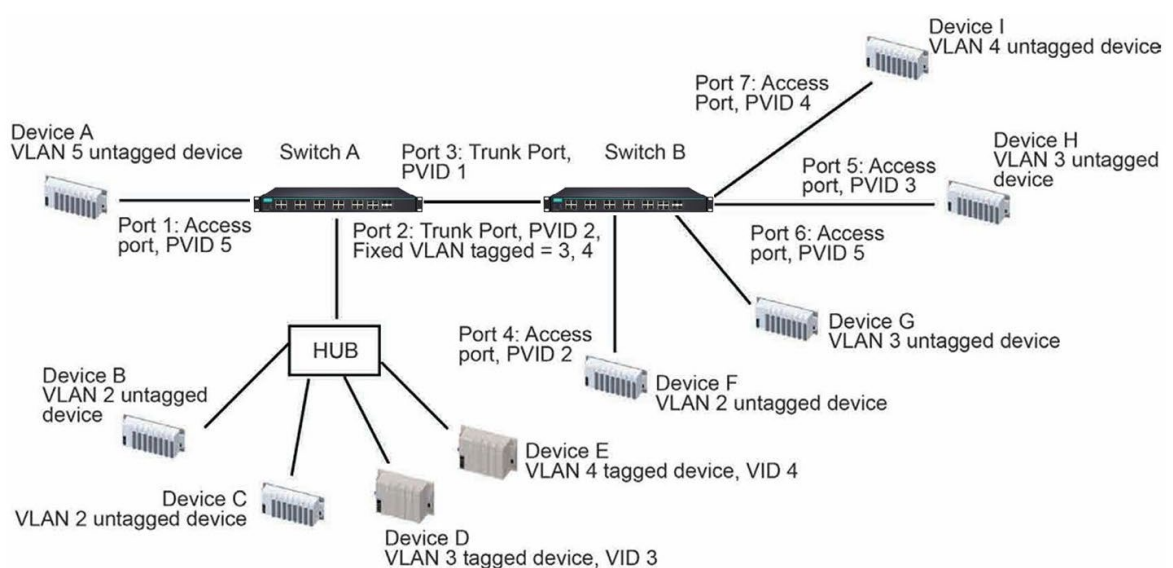 Device I
VLAN 4 untagged device
Port 7: Access
Port, PVID 4
Device A
VLAN 5 untagged device
Switch A
Port 3: Trunk Port,
PVID 1
Switch B
Device H
VLAN 3 untagged
device
Port 5: Access
port, PVID 3
Port 1: Access
port, PVID 5
Port 2: Trunk Port, PVID 2,
Fixed VLAN tagged = 3, 4
Port 6: Access
port, PVID 5
Device G
VLAN 3 untagged device
HUB
Port 4: Access
port, PVID 2
Device B
VLAN 2 untagged
device
Device F
VLAN 2 untagged device
Device E
VLAN 4 tagged device, VID 4
Device C
VLAN 2 untagged device
Device D
VLAN 3 tagged device, VID 3